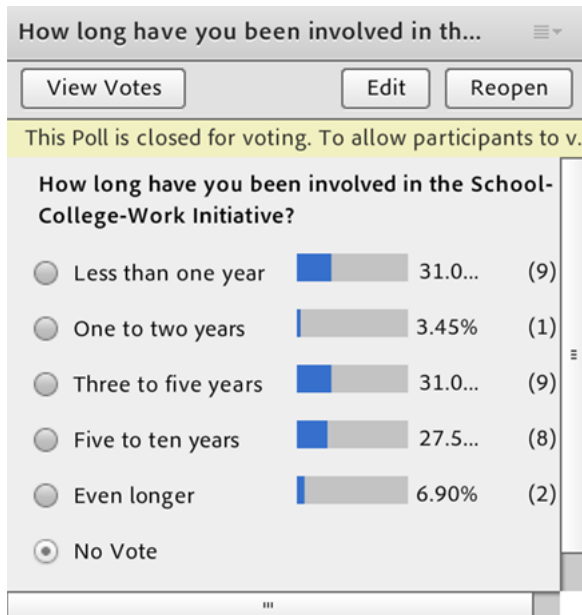 How long have you been involved in th...
View Votes Edit Reopen
This Poll is closed for voting. To allow participants to v.
How long have you been involved in the School-
College-Work Initiative?
Less than one year 31.0... (9)
One to two years 3.45% (1)
Three to five years 31.0... (9)
Five to ten years 27.5... (8)
Even longer 6.90% (2)
No Vote